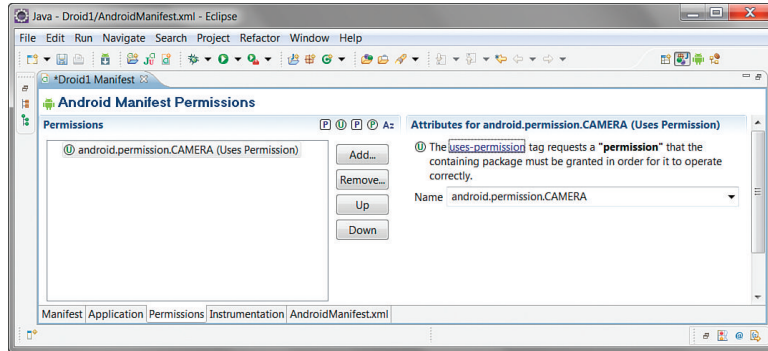 Java - Droid1/AndroidManifest.xml - Eclipse
File Edit Run Navigate Search Project Refactor Window Help
*Droid1 Manifest
Android Manifest Permissions
Permissions
P U P P Az
Attributes for android.permission.CAMERA (Uses Permission)
U android.permission.CAMERA (Uses Permission)
Add...
Remove...
Up
Down
U The uses-permission tag requests a "permission" that the
containing package must be granted in order for it to operate
correctly.
Name android.permission.CAMERA
Manifest Application Permissions Instrumentation AndroidManifest.xml